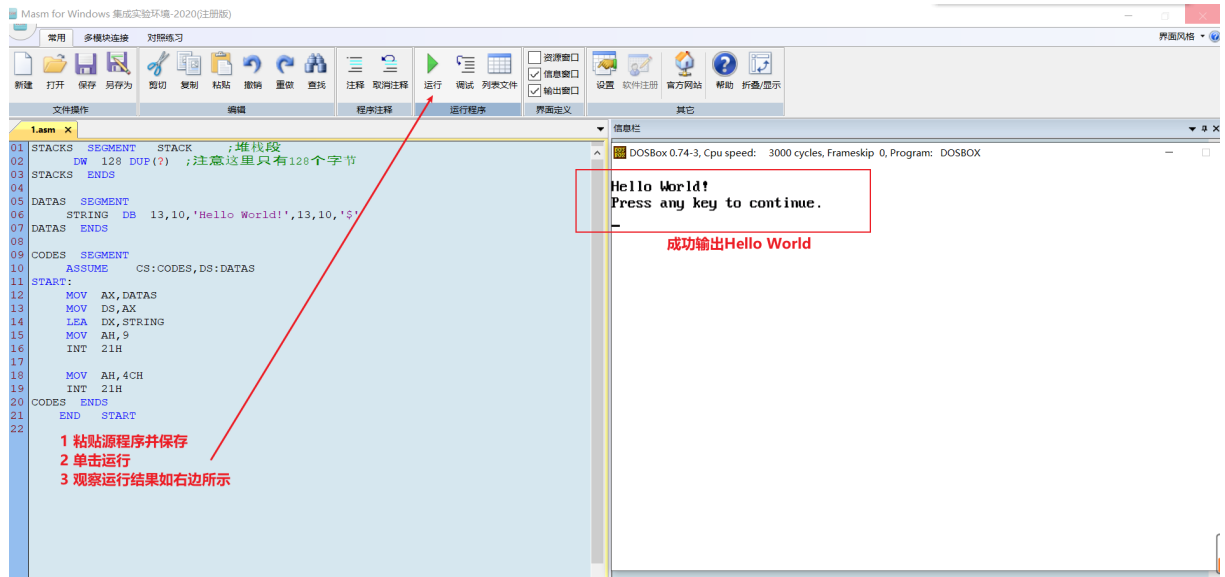 Masm for Windows 集成实验环境-2020(注册版)
常用 多模块连接 对照练习 界面风格
新建 打开 保存 另存为 剪切 复制 粘贴 撤销 重做 查找 注释 取消注释 运行 调试 列表文件 资源窗口 信息窗口 输出窗口 设置 软件注册 官方网站 帮助 折叠/显示
文件操作 编辑 程序注释 运行程序 界面定义 其它
1.asm
信息栏
01 STACKS SEGMENT STACK ;堆栈段
02 DW 128 DUP(?) ;注意这里只有128个字节
03 STACKS ENDS
04
05 DATAS SEGMENT
06 STRING DB 13,10,'Hello World!',13,10,'$'
07 DATAS ENDS
08
09 CODES SEGMENT
10 ASSUME CS:CODES,DS:DATAS
11 START:
12 MOV AX,DATAS
13 MOV DS,AX
14 LEA DX,STRING
15 MOV AH,9
16 INT 21H
17
18 MOV AH,4CH
19 INT 21H
20 CODES ENDS
21 END START
22
1 粘贴源程序并保存
2 单击运行
3 观察运行结果如右边所示
DOSBox 0.74-3, Cpu speed: 3000 cycles, Frameskip 0, Program: DOSBOX
Hello World!
Press any key to continue.
成功输出Hello World